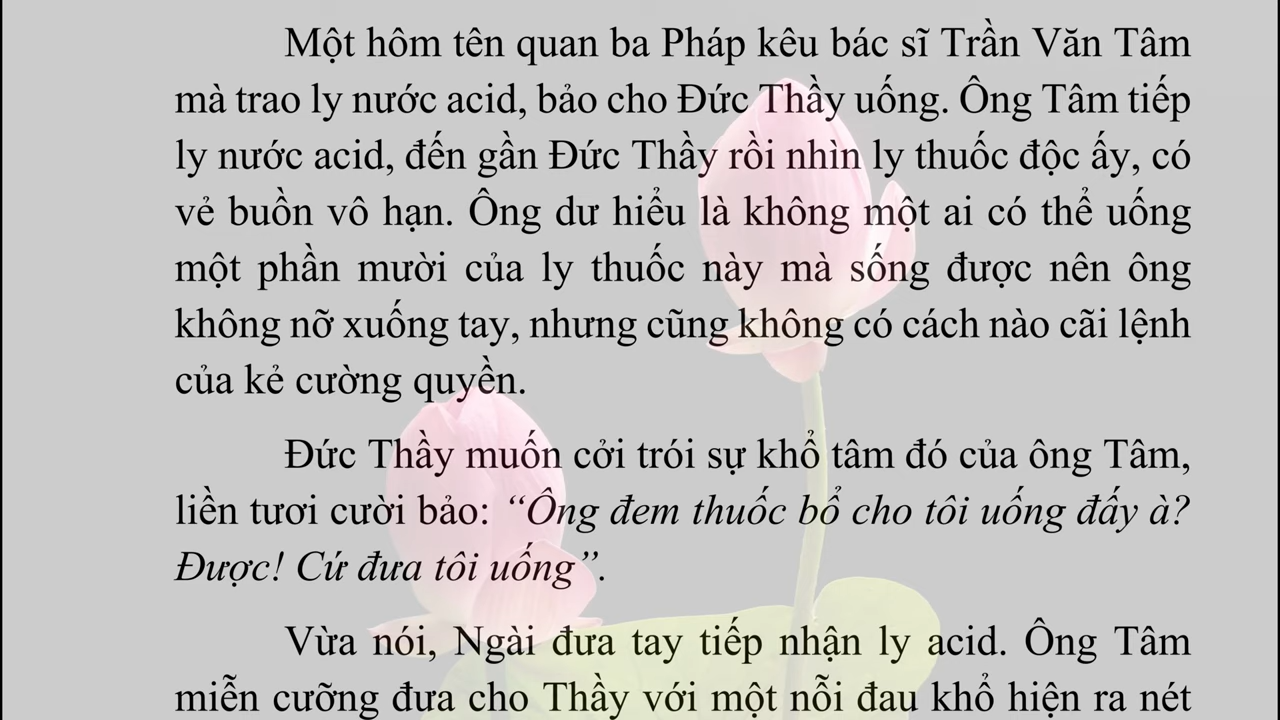 Một hôm tên quan ba Pháp kêu bác sĩ Trần Văn Tâm
mà trao ly nước acid, bảo cho Đức Thầy uống. Ông Tâm tiếp
ly nước acid, đến gần Đức Thầy rồi nhìn ly thuốc độc ấy, có
vẻ buồn vô hạn. Ông dư hiểu là không một ai có thể uống
một phần mười của ly thuốc này mà sống được nên ông
không nỡ xuống tay, nhưng cũng không có cách nào cãi lệnh
của kẻ cường quyền.
Đức Thầy muốn cởi trói sự khổ tâm đó của ông Tâm,
liền tươi cười bảo: “Ông đem thuốc bổ cho tôi uống đấy à?
Được! Cứ đưa tôi uống”.
Vừa nói, Ngài đưa tay tiếp nhận ly acid. Ông Tâm
miễn cưỡng đưa cho Thầy với một nỗi đau khổ hiện ra nét